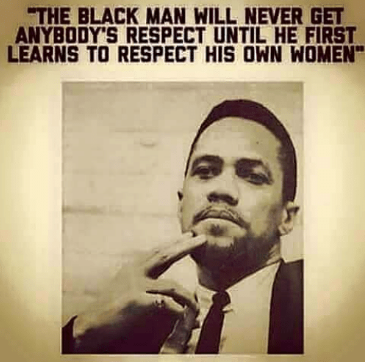 "THE BLACK MAN WILL NEVER GET
ANYBODY'S RESPECT UNTIL HE FIRST
LEARNS TO RESPECT HIS OWN WOMEN"